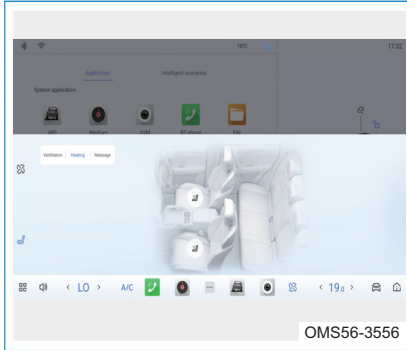 18°C
17:32
Application
Intelligent scenarios
System application
IWD
Medium
AVM
BT phone
File
Ventilation
Heating
Massage
LO
A/C
19.0
OMS56-3556